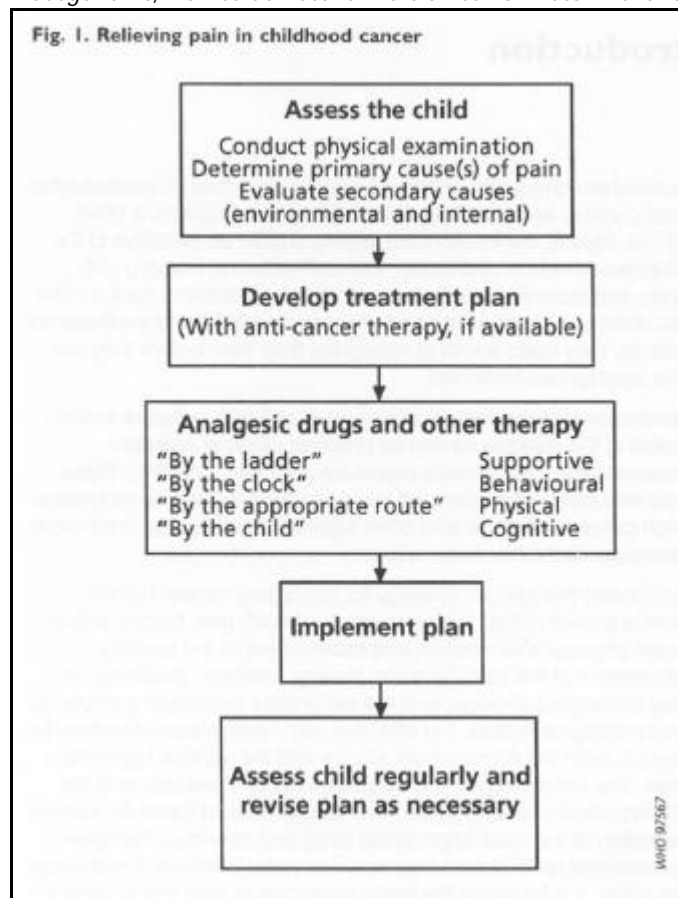 Fig. 1. Relieving pain in childhood cancer
Assess the child
Conduct physical examination
Determine primary cause(s) of pain
Evaluate secondary causes
(environmental and internal)
Develop treatment plan
(With anti-cancer therapy, if available)
Analgesic drugs and other therapy
"By the ladder" Supportive
"By the clock" Behavioural
"By the appropriate route" Physical
"By the child" Cognitive
Implement plan
Assess child regularly and
revise plan as necessary
WHO 97567